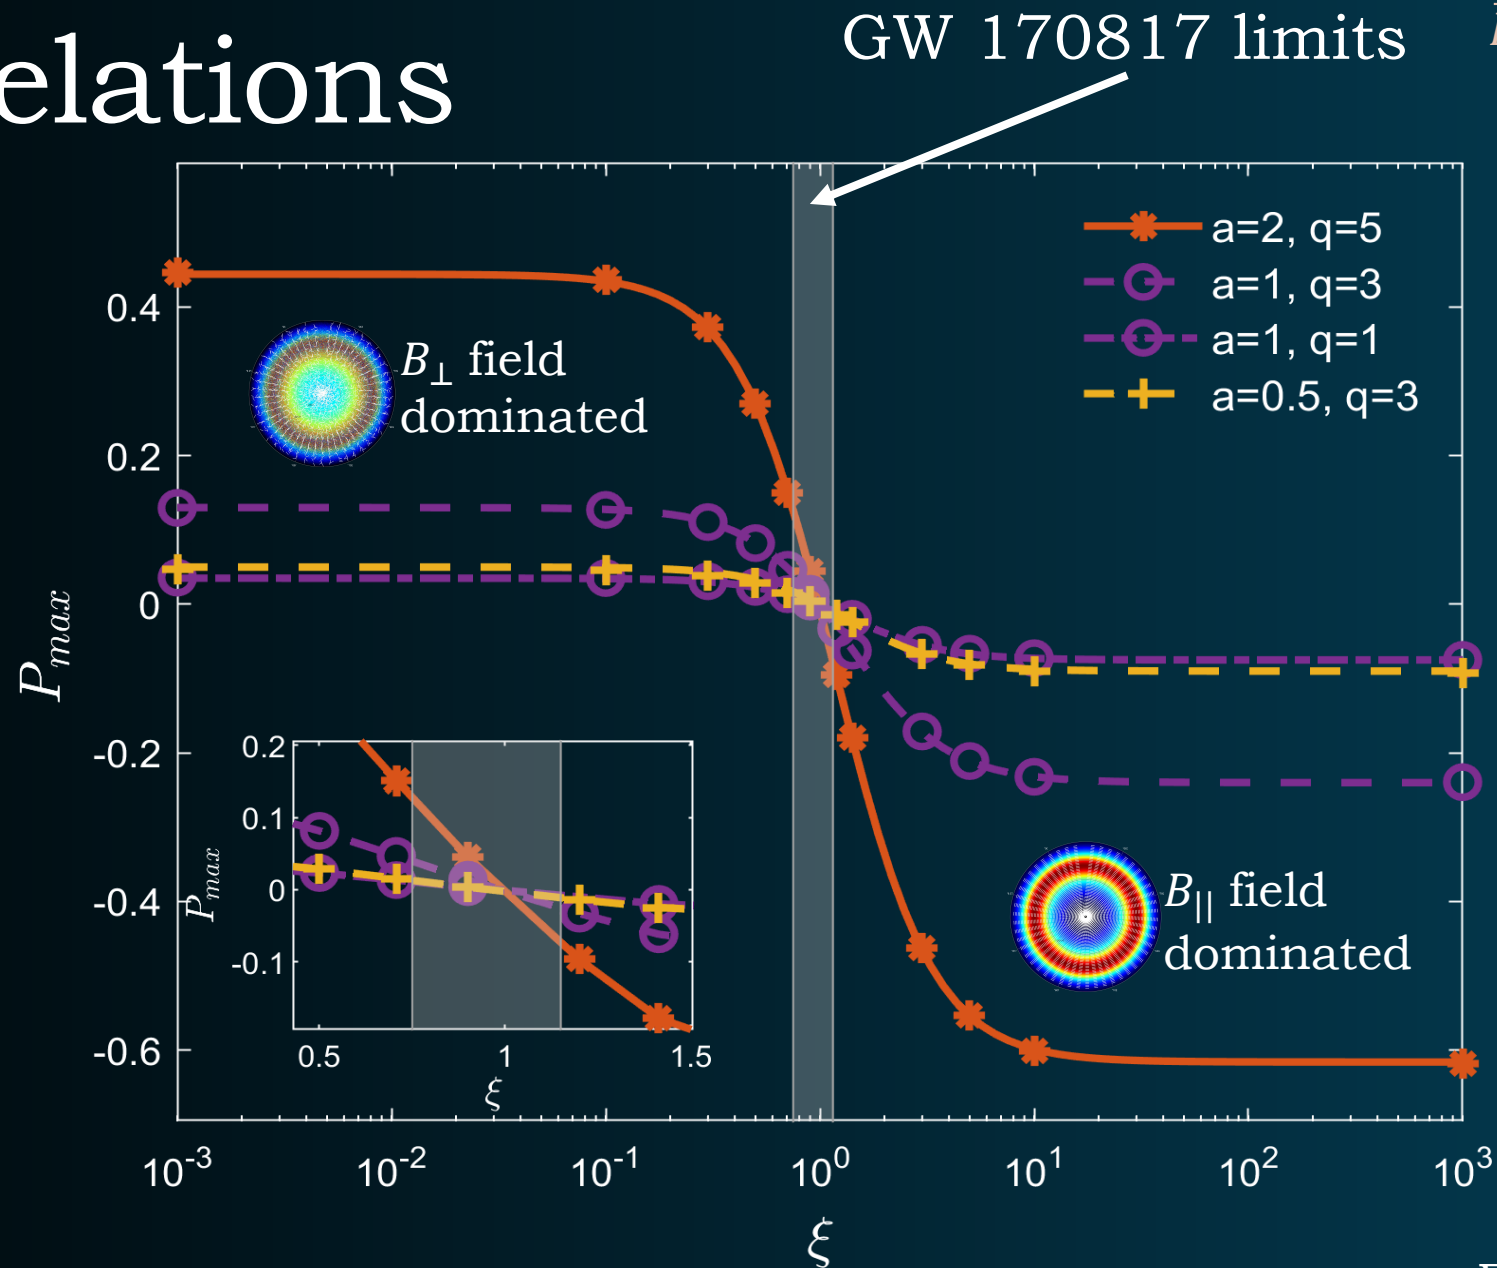 elations
GW 170817 limits
a=2, q=5
a=1, q=3
a=1, q=1
a=0.5, q=3
B⊥ field
dominated
B|| field
dominated
P_max
0.4
0.2
0
-0.2
-0.4
-0.6
10^-3
10^-2
10^-1
10^0
10^1
10^2
10^3
ξ
P_max
0.2
0.1
0
-0.1
0.5
1
1.5
ξ